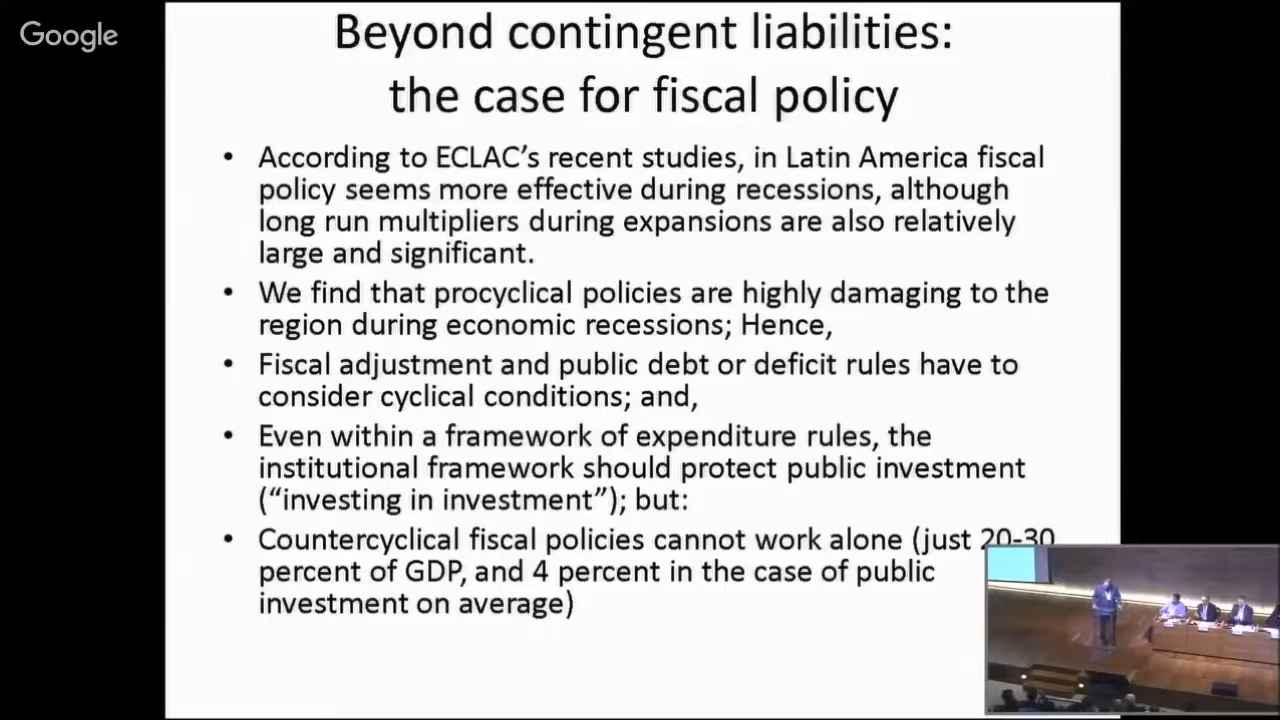 Google
Beyond contingent liabilities:
the case for fiscal policy
• According to ECLAC’s recent studies, in Latin America fiscal
policy seems more effective during recessions, although
long run multipliers during expansions are also relatively
large and significant.
• We find that procyclical policies are highly damaging to the
region during economic recessions; Hence,
• Fiscal adjustment and public debt or deficit rules have to
consider cyclical conditions; and,
• Even within a framework of expenditure rules, the
institutional framework should protect public investment
(“investing in investment”); but:
• Countercyclical fiscal policies cannot work alone (just 20-30
percent of GDP, and 4 percent in the case of public
investment on average)